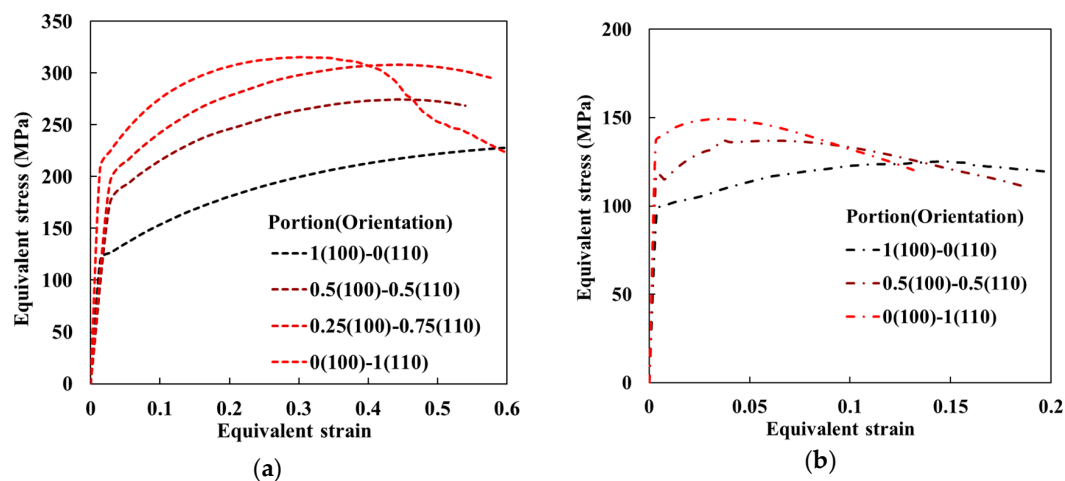 (a)
350
300
250
200
150
100
50
0
Equivalent stress (MPa)
0 0.1 0.2 0.3 0.4 0.5 0.6
Equivalent strain
Portion(Orientation)
1(100)-0(110)
0.5(100)-0.5(110)
0.25(100)-0.75(110)
0(100)-1(110)
(a)
(b)
200
150
100
50
0
Equivalent stress (MPa)
0 0.05 0.1 0.15 0.2
Equivalent strain
Portion(Orientation)
1(100)-0(110)
0.5(100)-0.5(110)
0(100)-1(110)
(b)